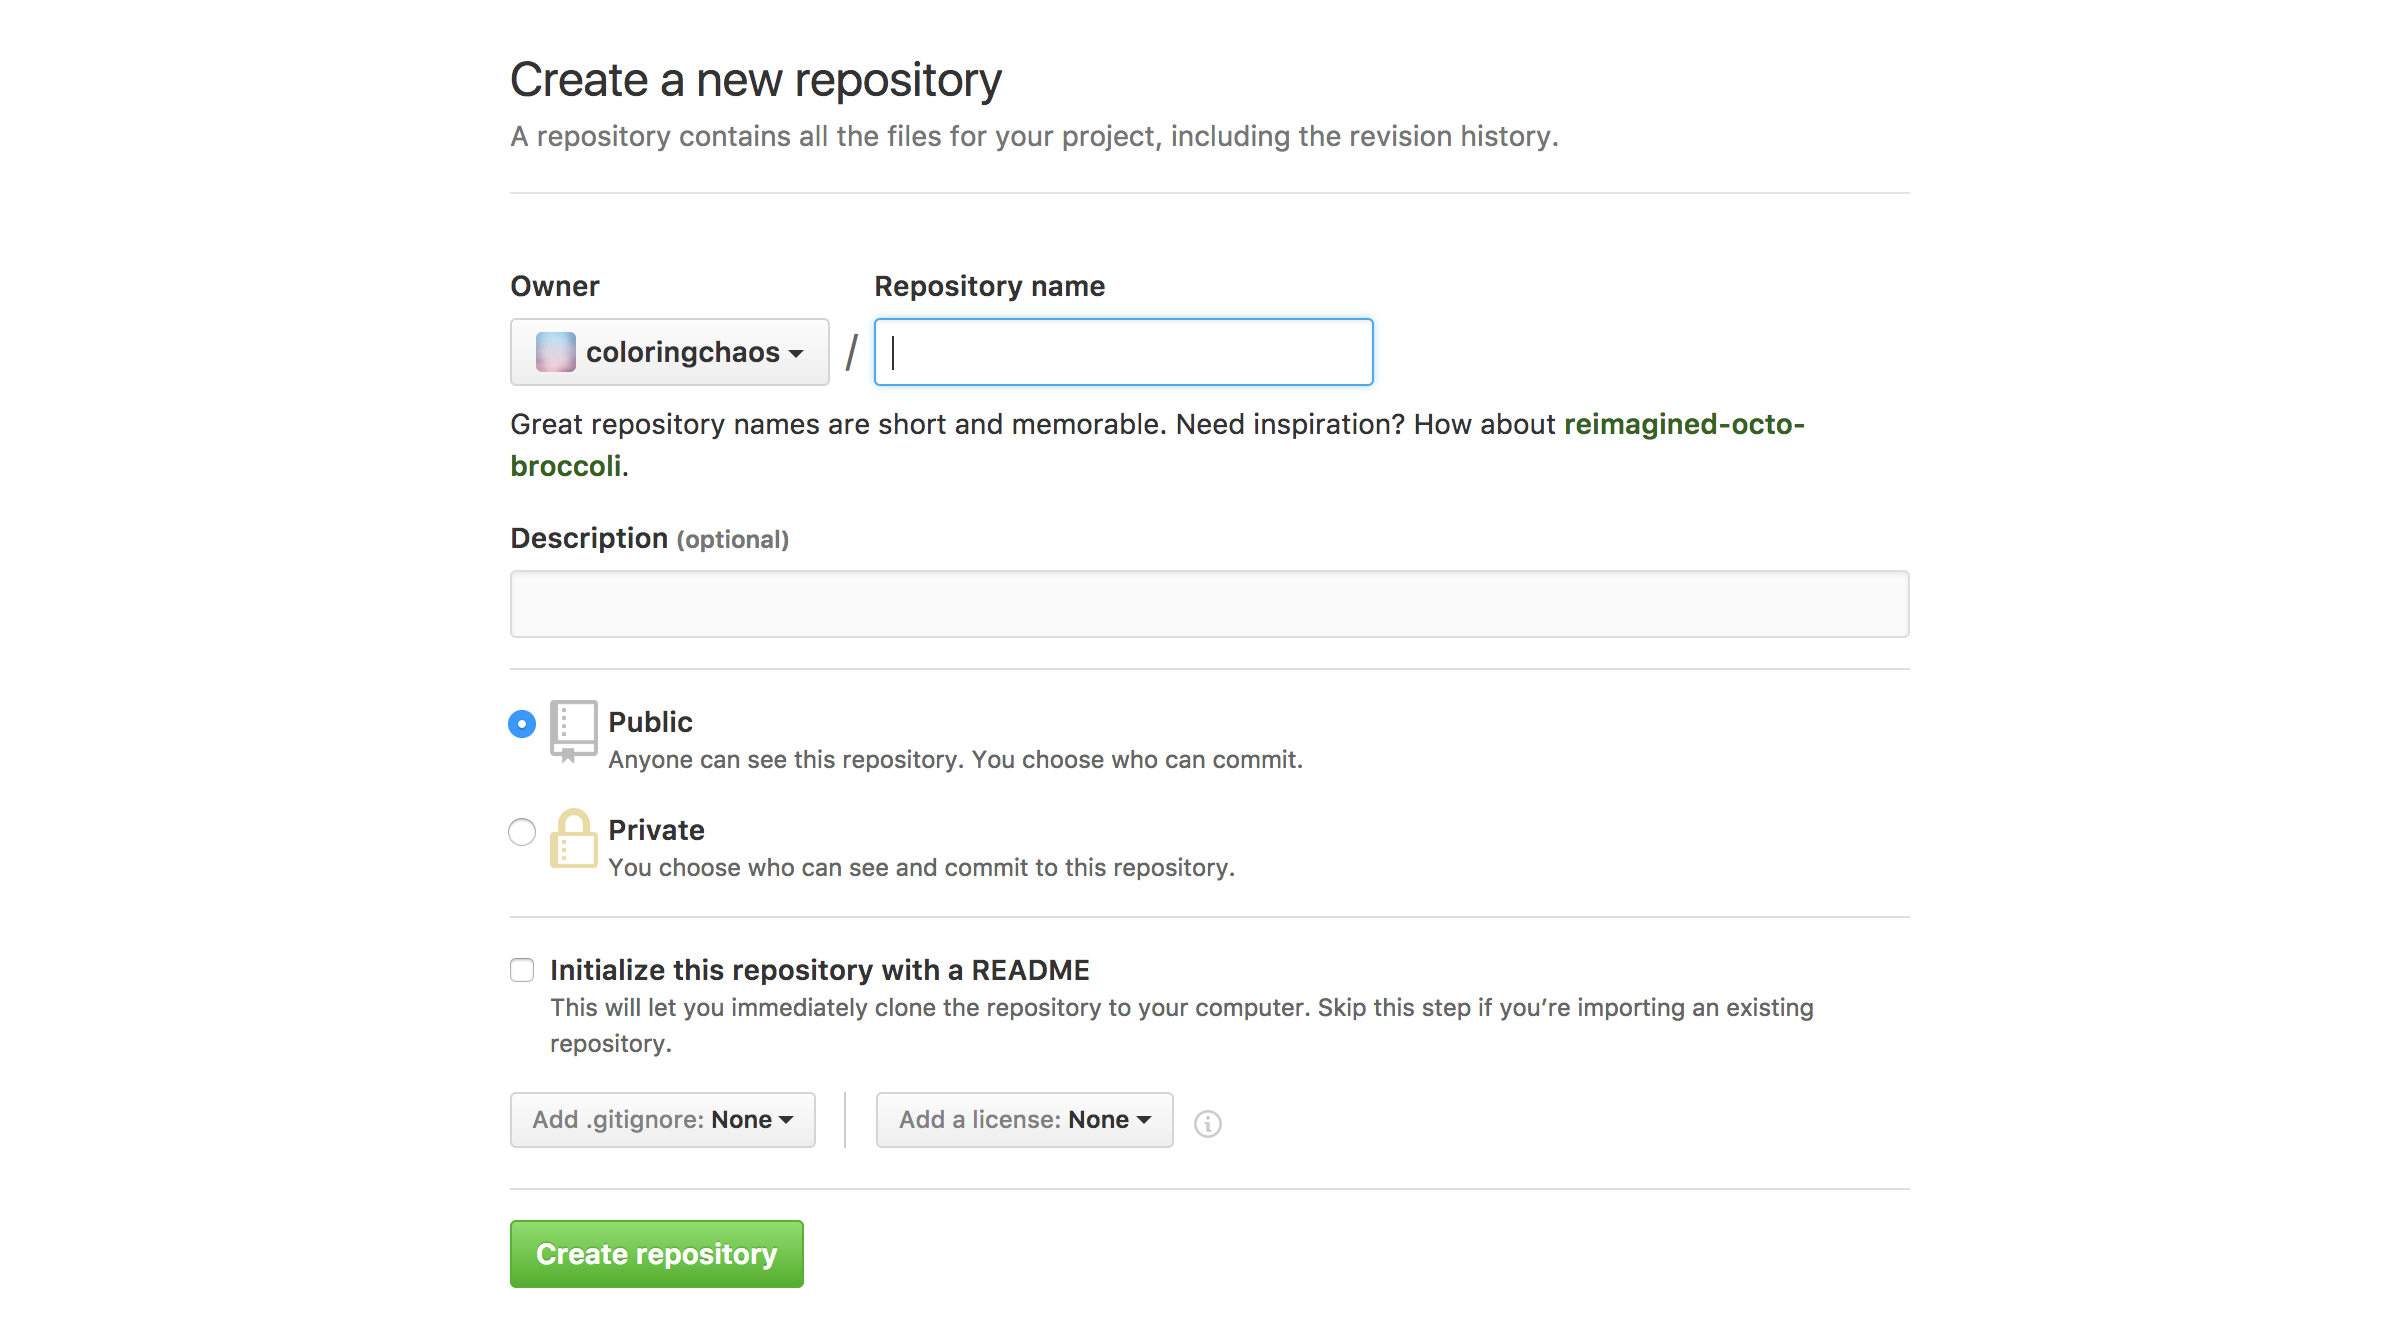 Create a new repository
A repository contains all the files for your project, including the revision history.
Owner
Repository name
coloringchaos
/
Great repository names are short and memorable. Need inspiration? How about reimagined-octo-
broccoli.
Description (optional)
Public
Anyone can see this repository. You choose who can commit.
Private
You choose who can see and commit to this repository.
Initialize this repository with a README
This will let you immediately clone the repository to your computer. Skip this step if you’re importing an existing
repository.
Add .gitignore: None
Add a license: None
Create repository